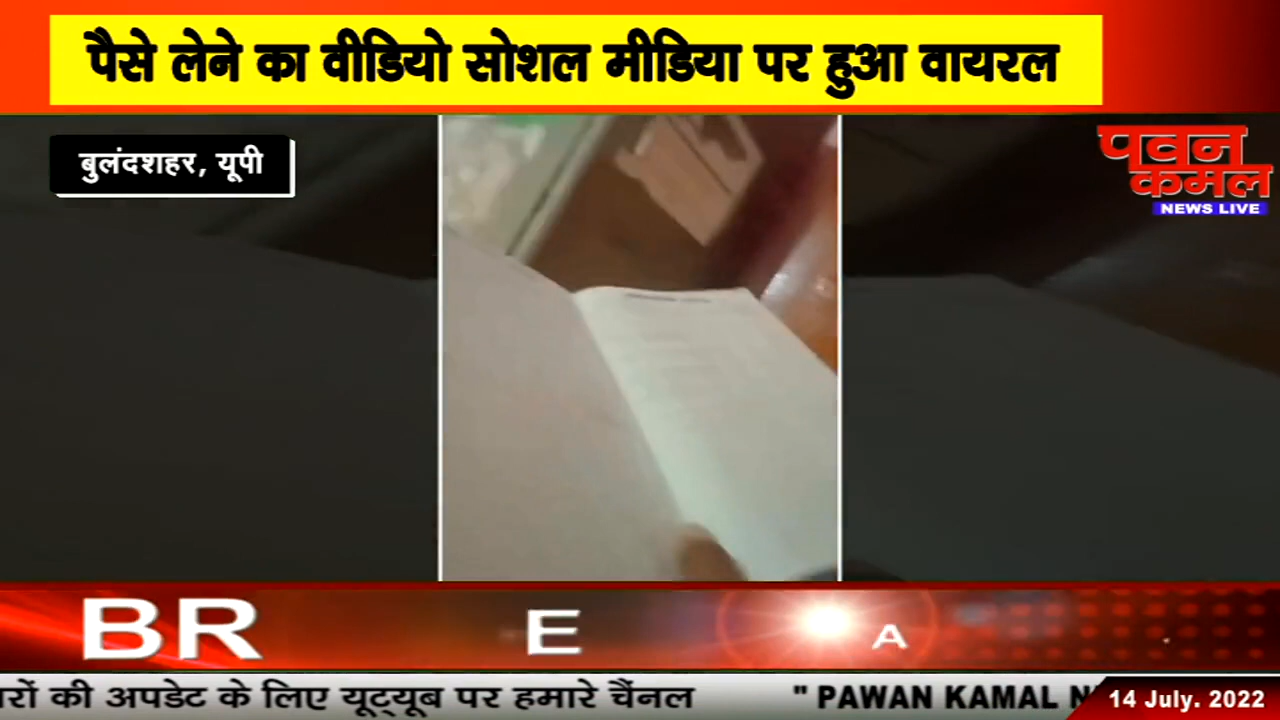 पैसे लेने का वीडियो सोशल मीडिया पर हुआ वायरल
बुलंदशहर, यूपी
पवन
कमल
NEWS LIVE
BR E A
रों की अपडेट के लिए यूट्यूब पर हमारे चैंनल " PAWAN KAMAL N
14 July. 2022